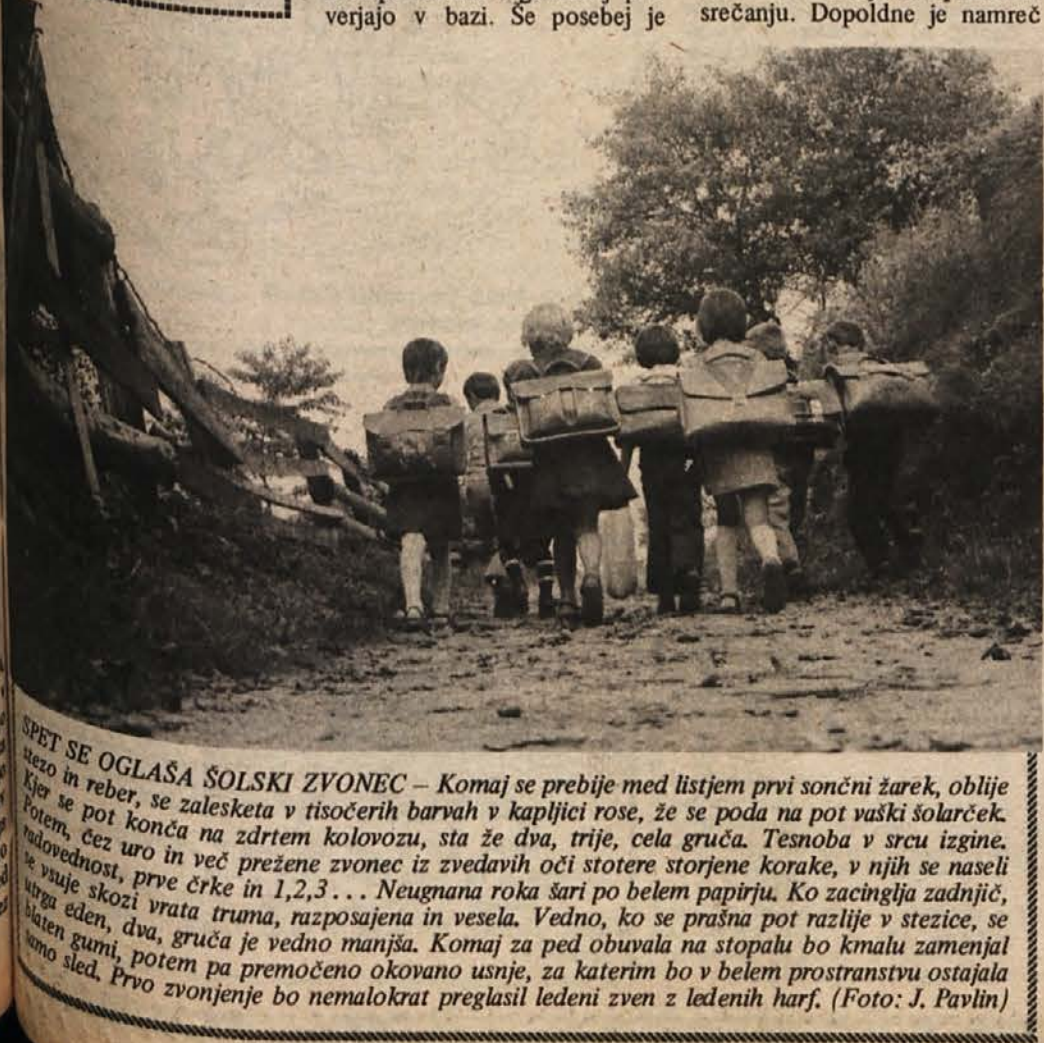 verjajo v bazi. Še posebej je
srečanju. Dopoldne je namreč
SPET SE OGLAŠA ŠOLSKI ZVONEC – Komaj se prebije med listjem prvi sončni žarek, oblije
stezo in reber, se zalesketa v tisočerih barvah v kapljici rose, že se poda na pot vaški šolarček.
Kjer se pot konča na zdrtem kolovozu, sta že dva, trije, cela gruča. Tesnoba v srcu izgine.
Potem, čez uro in več prežene zvonec iz zvedavih oči stotere storjene korake, v njih se naseli
radovednost, prve črke in 1,2,3 ... Neugnana roka šari po belem papirju. Ko zacinglja zadnjič,
se vsuje skozi vrata truma, razposajena in vesela. Vedno, ko se prašna pot razlije v stezice, se
utrga eden, dva, gruča je vedno manjša. Komaj za ped obuvala na stopalu bo kmalu zamenjal
blaten gumi, potem pa premočeno okovano usnje, za katerim bo v belem prostranstvu ostajala
samo sled. Prvo zvonjenje bo nemalokrat preglasil ledeni zven z ledenih harf. (Foto: J. Pavlin)